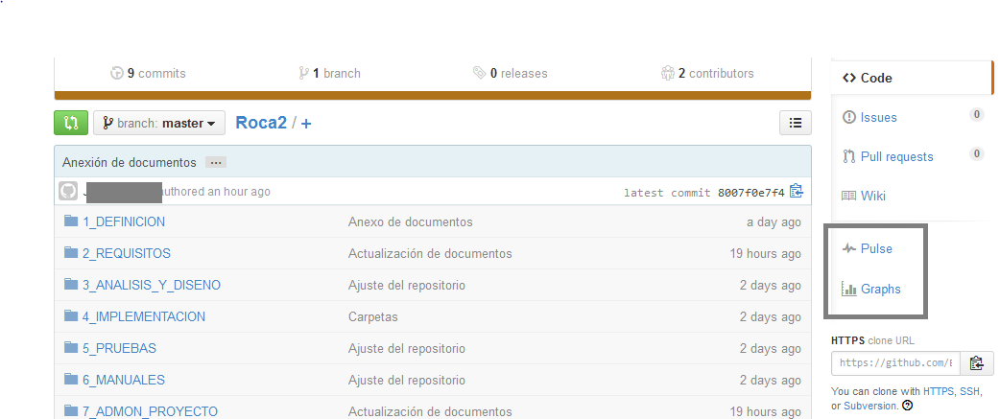 9 commits
1 branch
0 releases
2 contributors
branch: master
Roca2 / +
Anexión de documentos ...
authored an hour ago
latest commit 8007f0e7f4
1_DEFINICION Anexo de documentos a day ago
2_REQUISITOS Actualización de documentos 19 hours ago
3_ANALISIS_Y_DISENO Ajuste del repositorio 2 days ago
4_IMPLEMENTACION Carpetas 2 days ago
5_PRUEBAS Ajuste del repositorio 2 days ago
6_MANUALES Ajuste del repositorio 2 days ago
7_ADMON_PROYECTO Actualización de documentos 19 hours ago
Code
Issues 0
Pull requests 0
Wiki
Pulse
Graphs
HTTPS clone URL
https://github.com/
You can clone with HTTPS, SSH,
or Subversion.